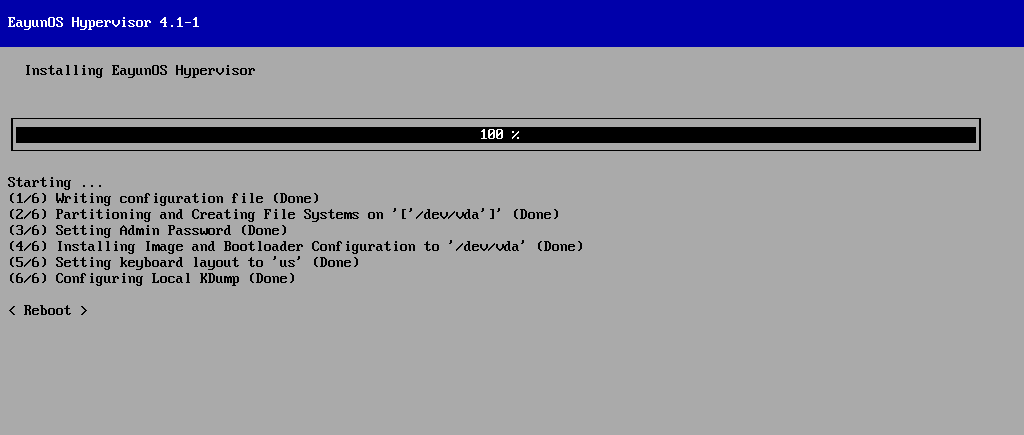 EayunOS Hypervisor 4.1-1
Installing EayunOS Hypervisor
100 %
Starting ...
(1/6) Writing configuration file (Done)
(2/6) Partitioning and Creating File Systems on '['/dev/vda']' (Done)
(3/6) Setting Admin Password (Done)
(4/6) Installing Image and Bootloader Configuration to '/dev/vda' (Done)
(5/6) Setting keyboard layout to 'us' (Done)
(6/6) Configuring Local KDump (Done)
< Reboot >